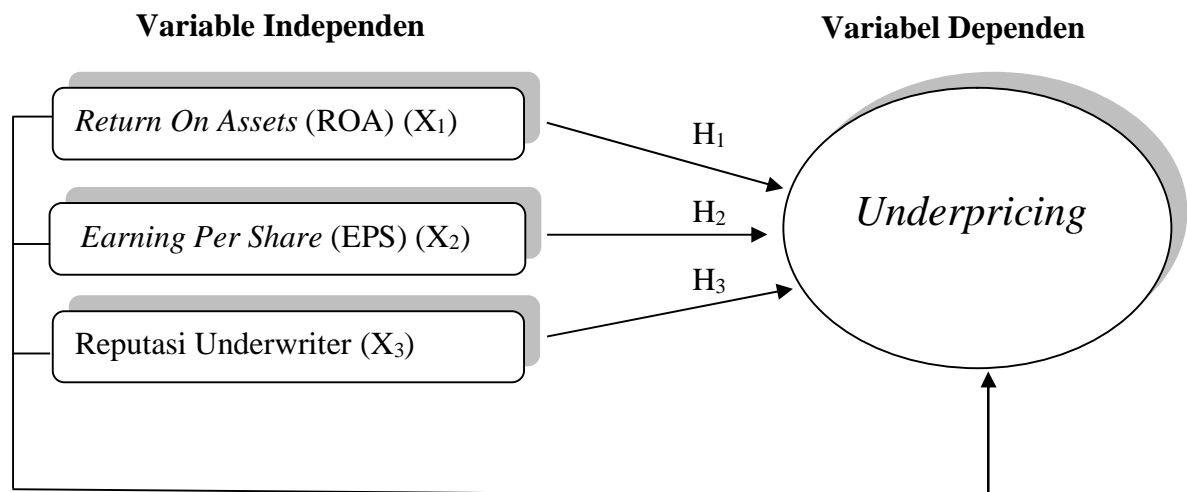 Variable Independen
Variabel Dependen
Return On Assets (ROA) (X₁)
H₁
Earning Per Share (EPS) (X₂)
H₂
Underpricing
H₃
Reputasi Underwriter (X₃)